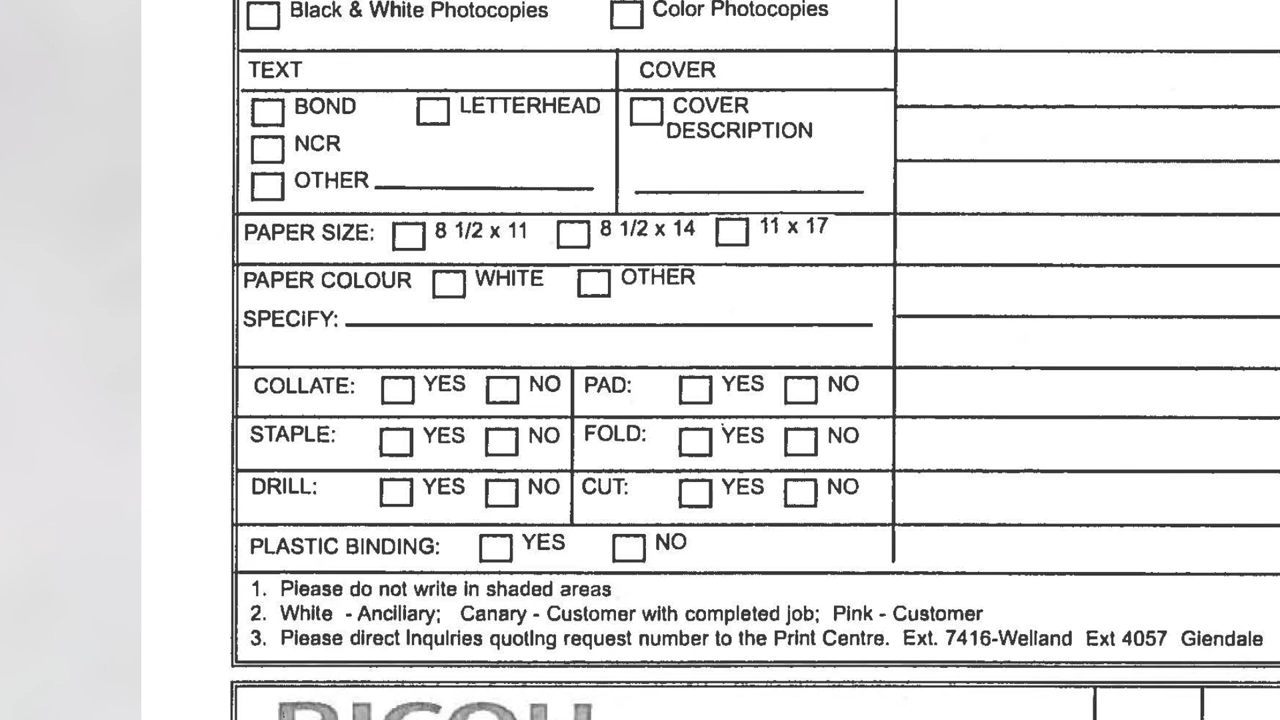 Black & White Photocopies Color Photocopies
TEXT COVER
BOND LETTERHEAD COVER
DESCRIPTION
NCR
OTHER
PAPER SIZE: 8 1/2 x 11 8 1/2 x 14 11 x 17
PAPER COLOUR WHITE OTHER
SPECIFY:
COLLATE: YES NO PAD: YES NO
STAPLE: YES NO FOLD: YES NO
DRILL: YES NO CUT: YES NO
PLASTIC BINDING: YES NO
1. Please do not write in shaded areas
2. White - Ancillary; Canary - Customer with completed job; Pink - Customer
3. Please direct Inquiries quoting request number to the Print Centre. Ext. 7416-Welland Ext 4057 Glendale
RICOH